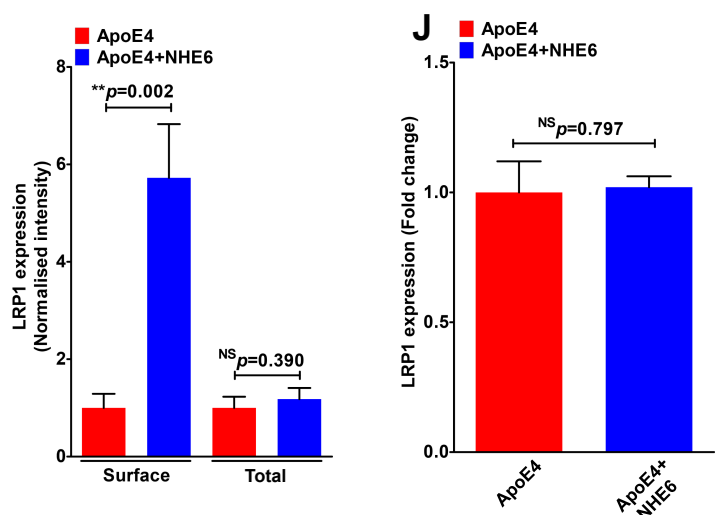 ApoE4
ApoE4+NHE6
LRP1 expression
(Normalised intensity)
8
6
4
2
0
**p=0.002
NSp=0.390
Surface
Total
J
ApoE4
ApoE4+NHE6
LRP1 expression (Fold change)
1.5
1.0
0.5
0.0
NSp=0.797
ApoE4
ApoE4+
NHE6